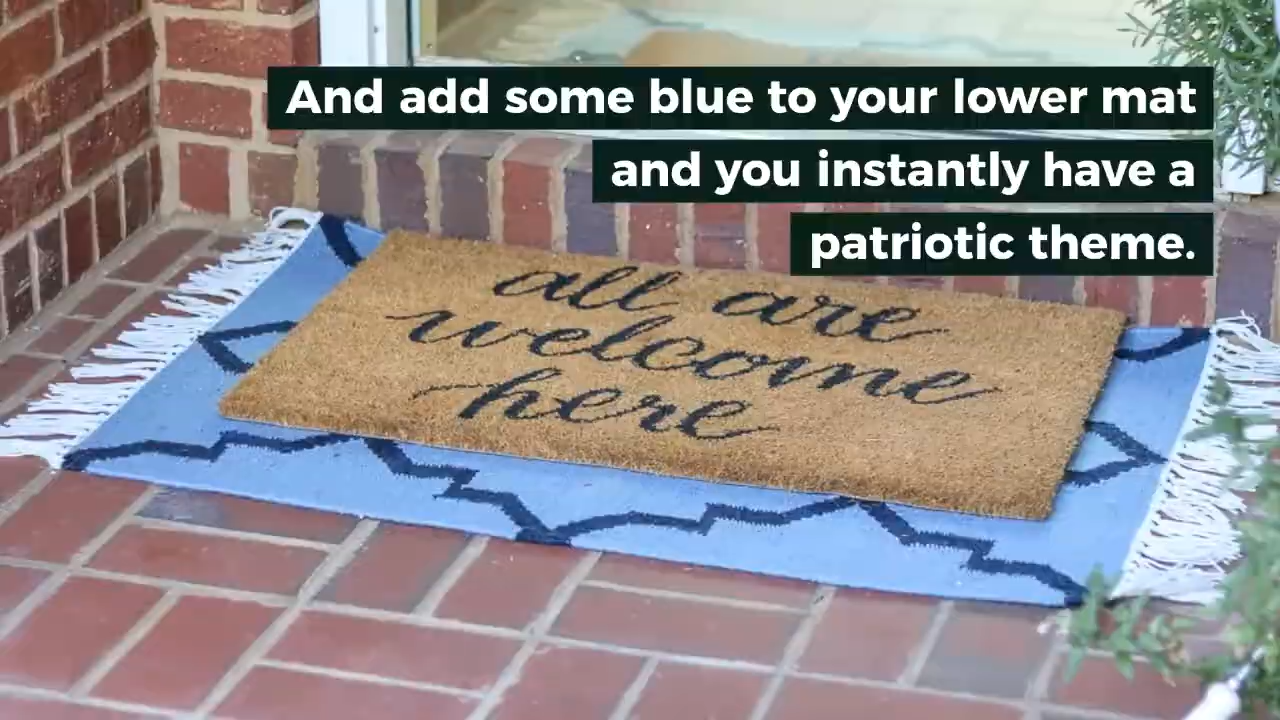 And add some blue to your lower mat
and you instantly have a
patriotic theme.
all are
welcome
here